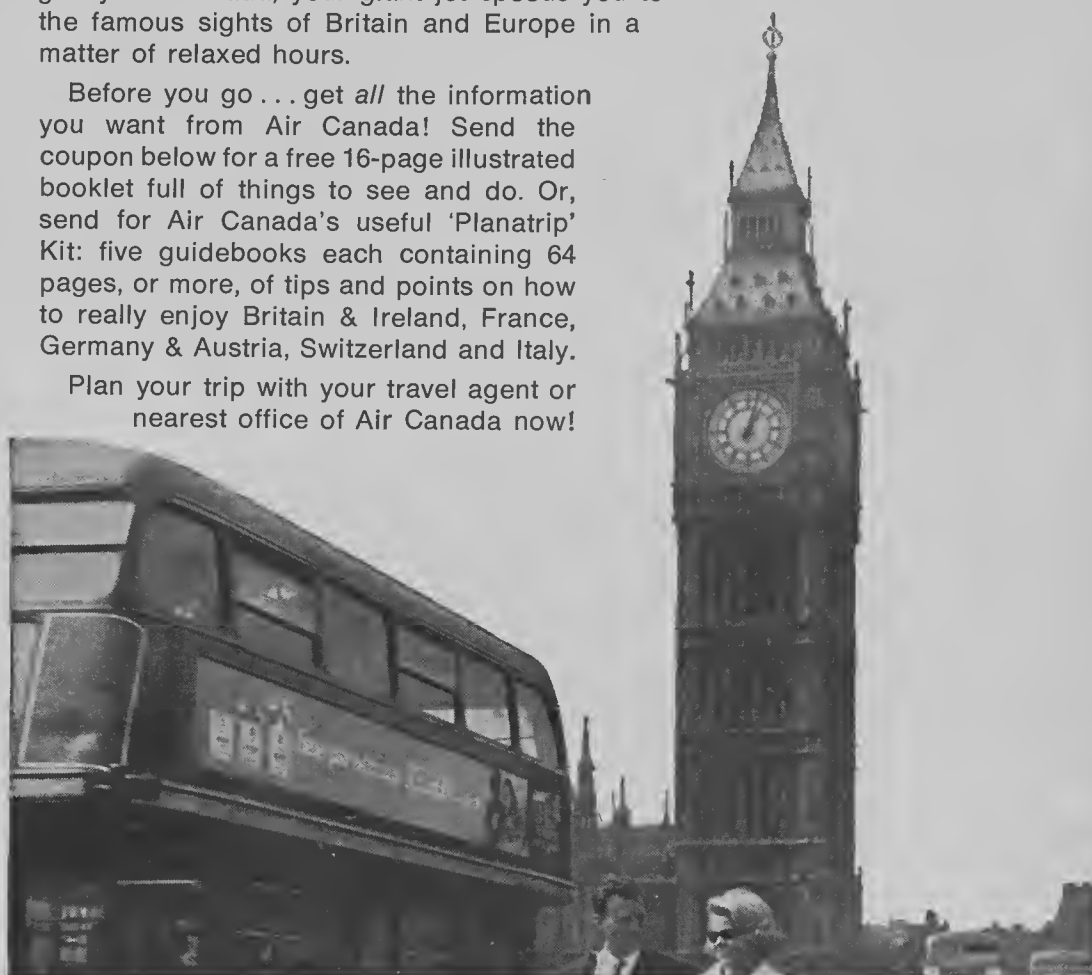 the famous sights of Britain and Europe in a
matter of relaxed hours.
Before you go... get all the information
you want from Air Canada! Send the
coupon below for a free 16-page illustrated
booklet full of things to see and do. Or,
send for Air Canada's useful 'Planatrip'
Kit: five guidebooks each containing 64
pages, or more, of tips and points on how
to really enjoy Britain & Ireland, France,
Germany & Austria, Switzerland and Italy.
Plan your trip with your travel agent or
nearest office of Air Canada now!